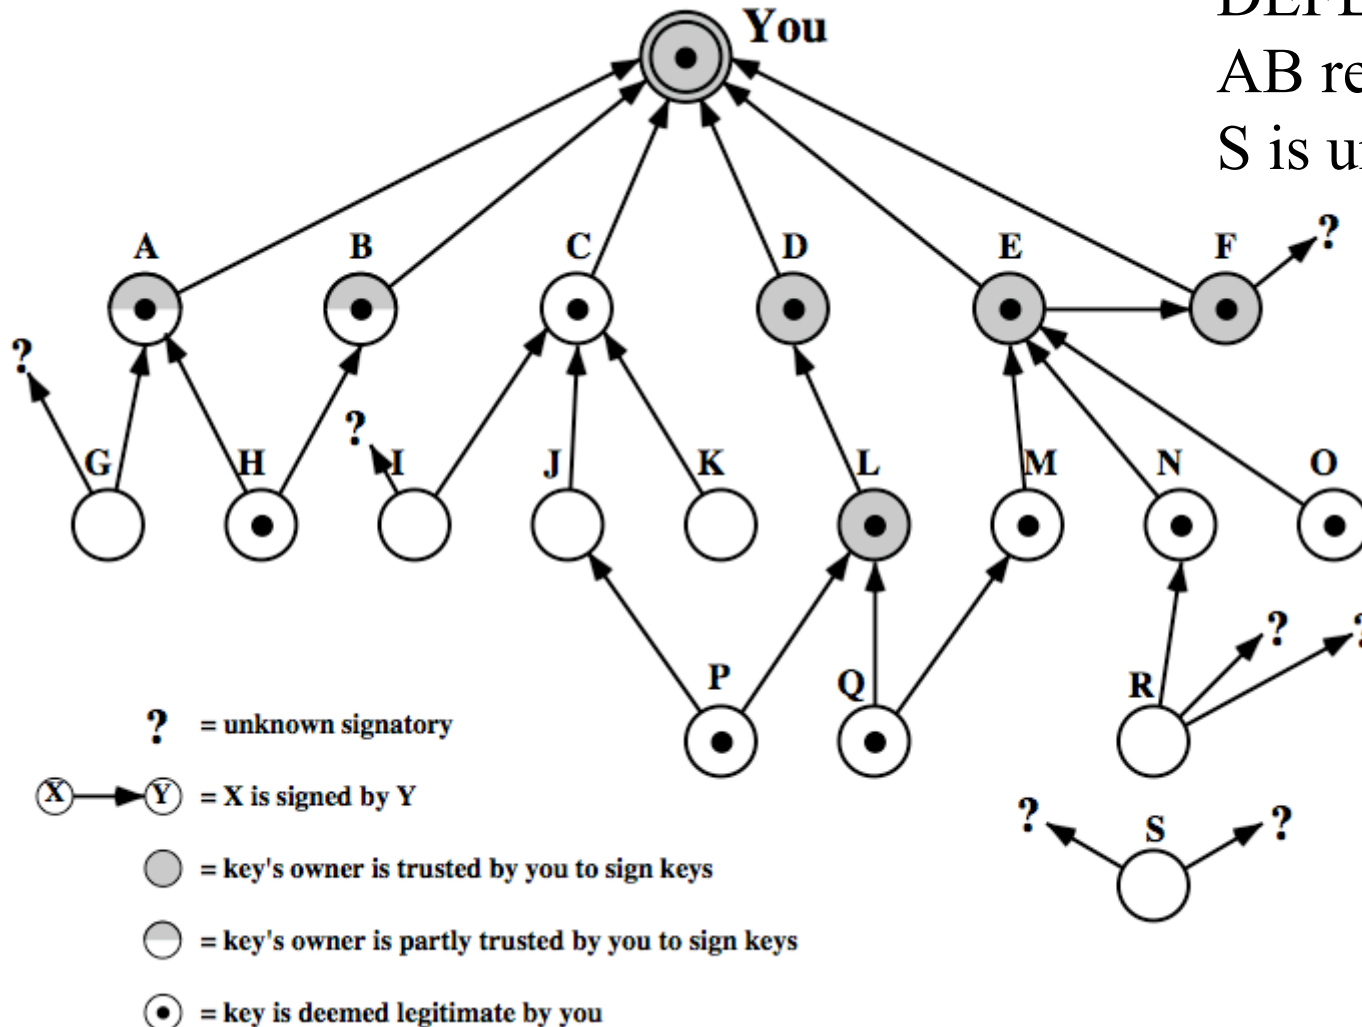 You
AB
S is
A
B
C
D
E
F
?
?
?
G
H
I
J
K
L
M
N
O
?
?
P
Q
R
? = unknown signatory
X Y = X is signed by Y
? S ?
= key's owner is trusted by you to sign keys
= key's owner is partly trusted by you to sign keys
= key is deemed legitimate by you